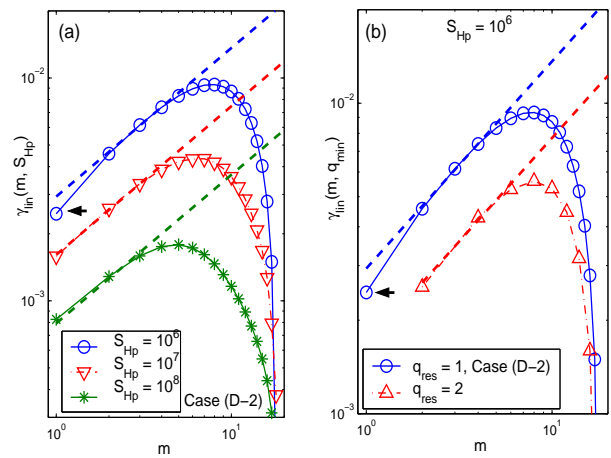 (a)
γlin(m, SHp)
10^-2
10^-3
SHp = 10^6
SHp = 10^7
SHp = 10^8
Case (D-2)
10^0
10^1
m
(b)
SHp=10^6
γlin(m, qmin)
10^-2
10^-3
qres = 1, Case (D-2)
qres = 2
10^0
10^1
m